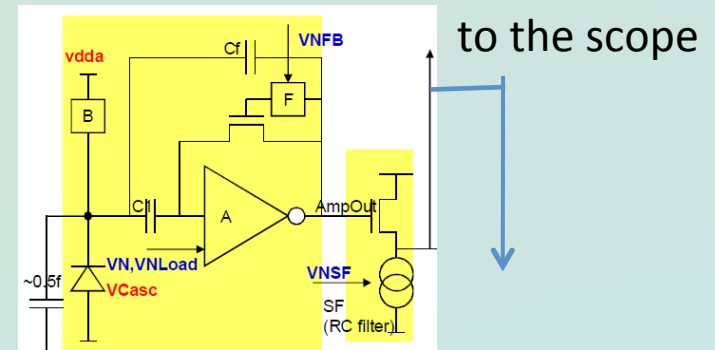 to the scope
vdda
Cf
VNFB
F
B
C1
A
AmpOut
VN,VNLoad
VCasc
~0.5f
VNSF
SF
(RC filter)